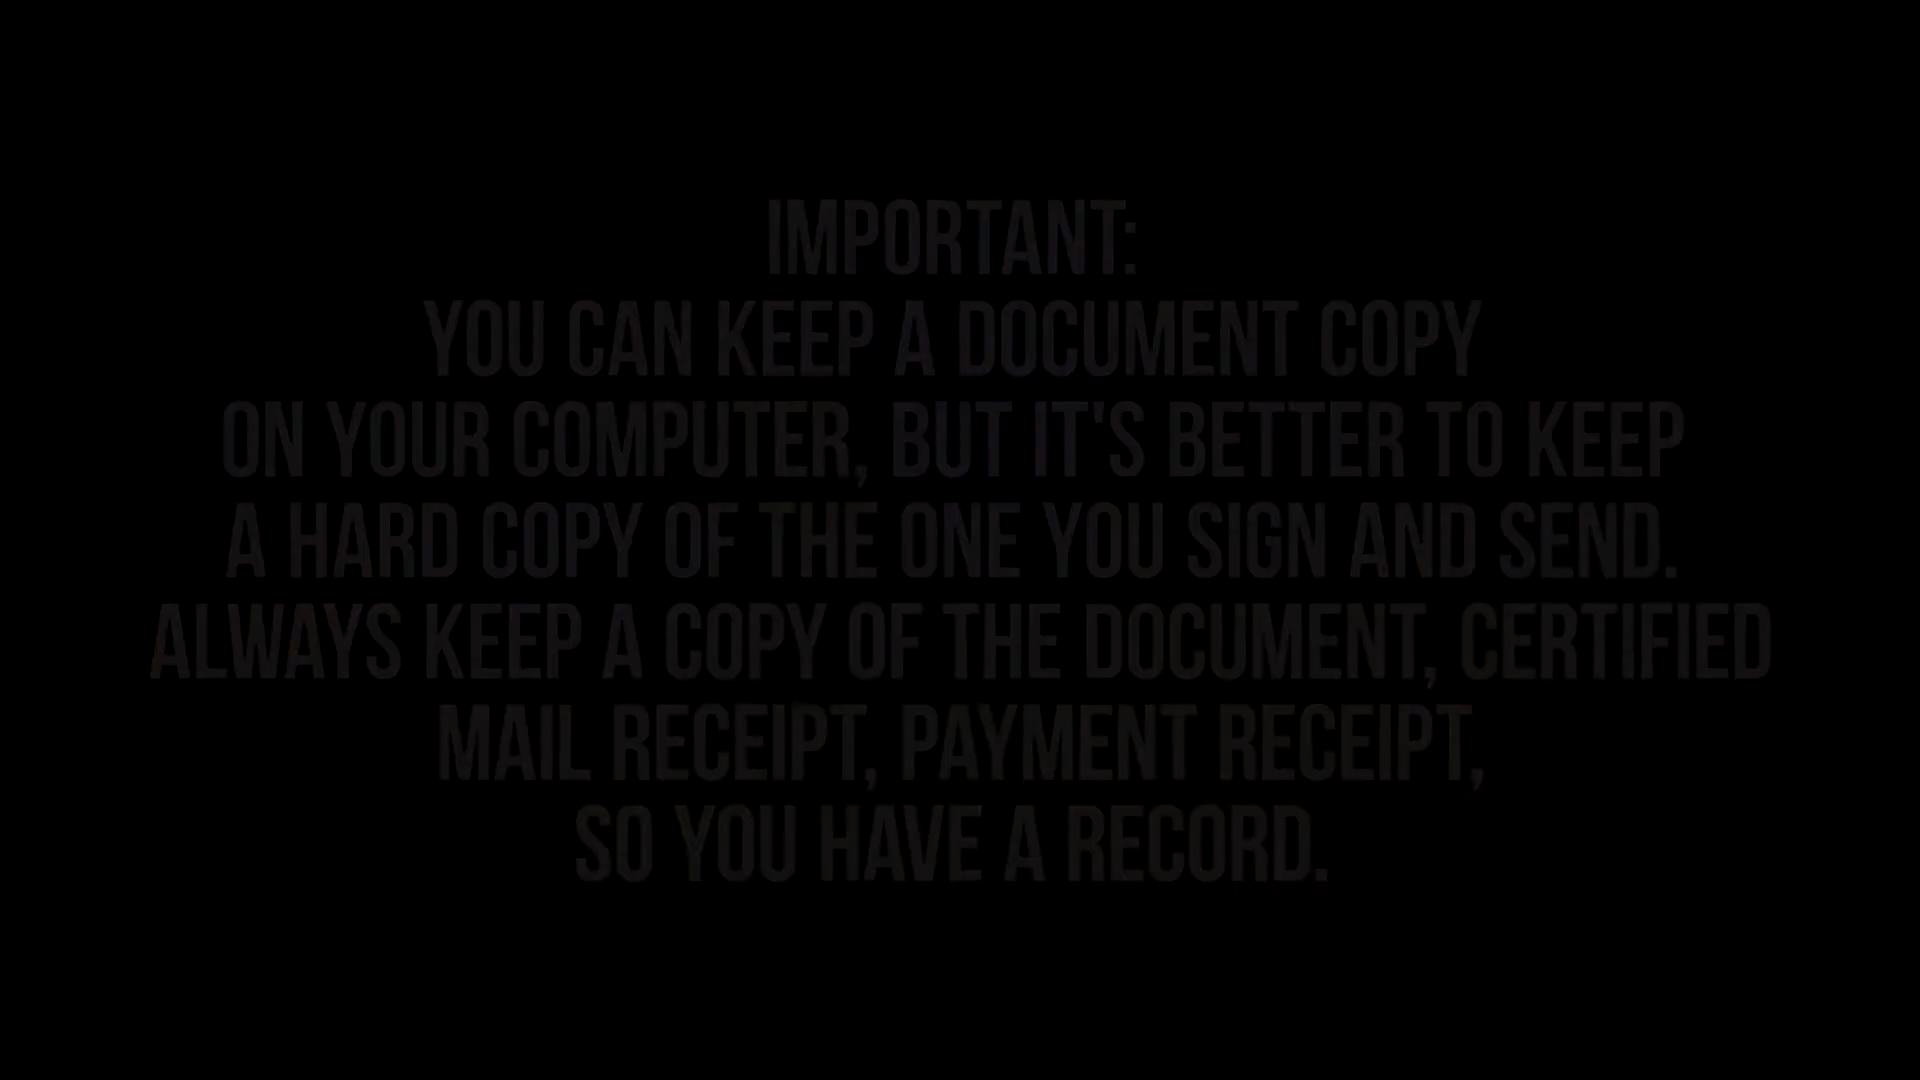 IMPORTANT:
YOU CAN KEEP A DOCUMENT COPY
ON YOUR COMPUTER, BUT IT'S BETTER TO KEEP
A HARD COPY OF THE ONE YOU SIGN AND SEND.
ALWAYS KEEP A COPY OF THE DOCUMENT, CERTIFIED
MAIL RECEIPT, PAYMENT RECEIPT,
SO YOU HAVE A RECORD.